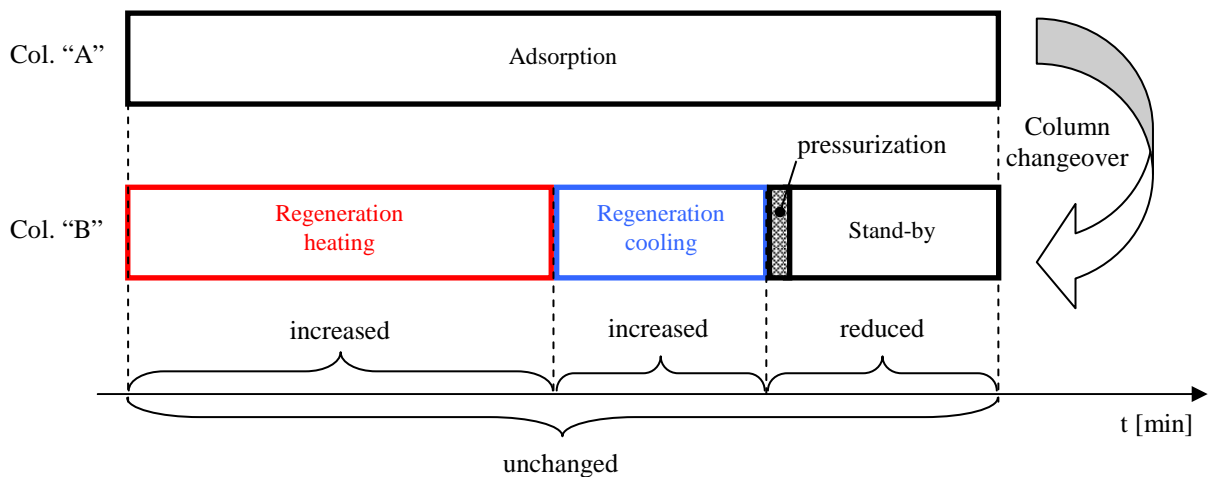 Col. “A”
Adsorption
Column
changeover
pressurization
Col. “B”
Regeneration
heating
Regeneration
cooling
Stand-by
increased
increased
reduced
t [min]
unchanged